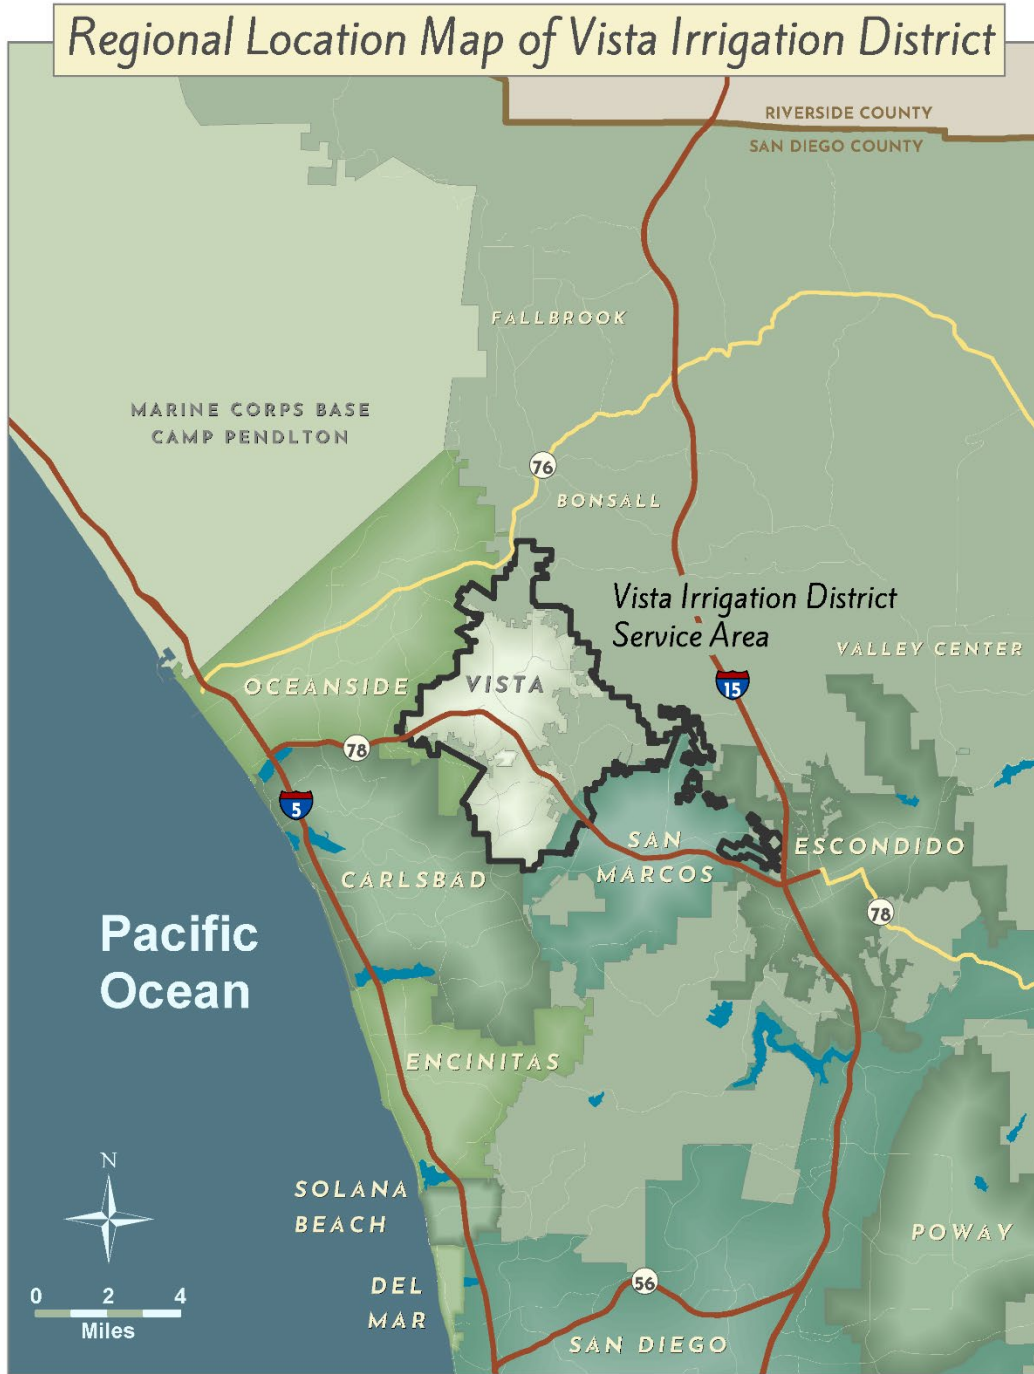 Regional Location Map of Vista Irrigation District
RIVERSIDE COUNTY
SAN DIEGO COUNTY
FALLBROOK
MARINE CORPS BASE
CAMP PENDLTON
76
BONSALL
Vista Irrigation District
Service Area
VALLEY CENTER
OCEANSIDE
VISTA
15
78
5
SAN
MARCOS
ESCONDIDO
CARLSBAD
78
Pacific
Ocean
ENCINITAS
N
SOLANA
BEACH
POWAY
DEL
MAR
56
0 2 4
Miles
SAN DIEGO